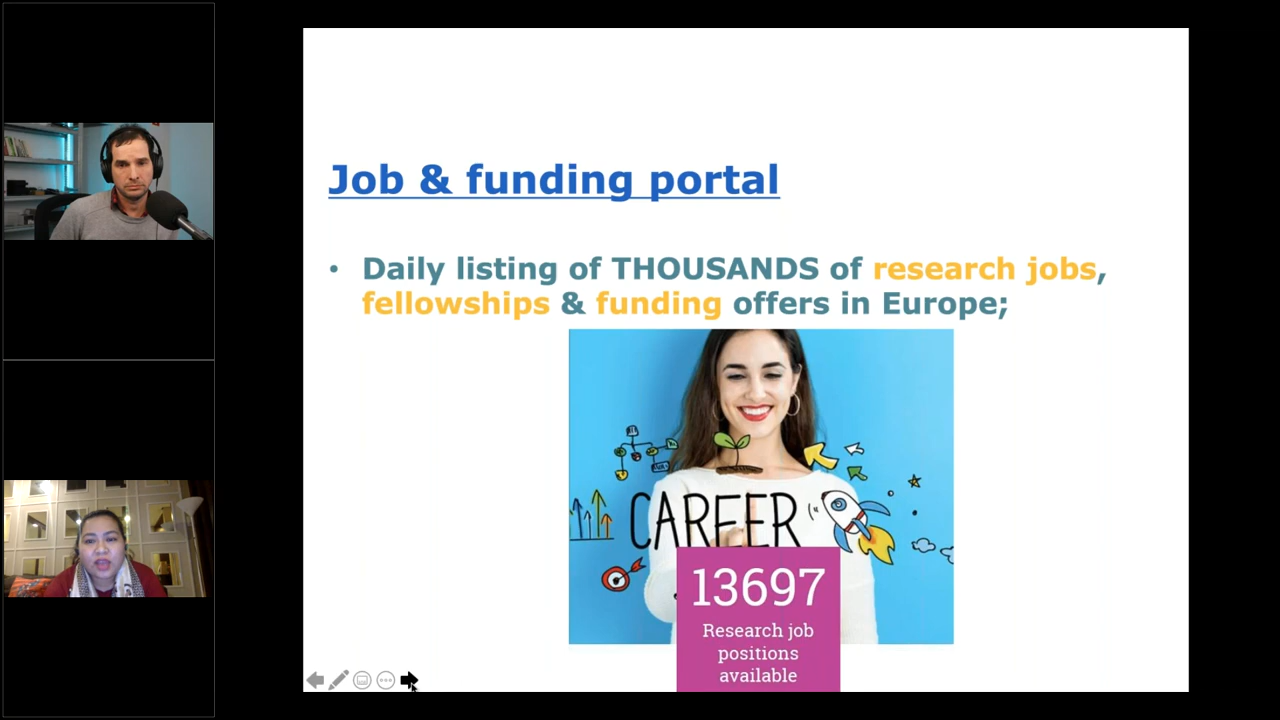 Job & funding portal
• Daily listing of THOUSANDS of research jobs,
fellowships & funding offers in Europe;
CAREER
13697
Research job
positions
available